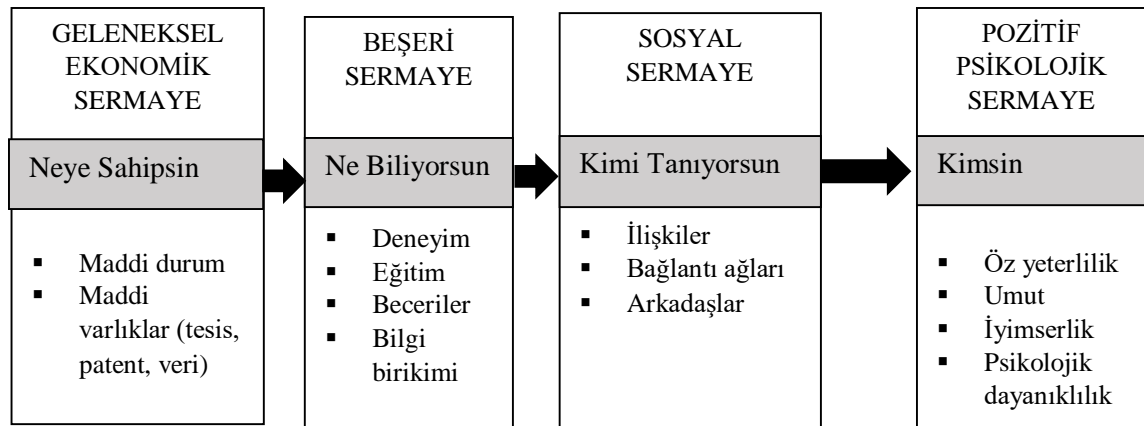 GELENEKSEL
EKONOMİK
SERMAYE
Neye Sahipsin
▪ Maddi durum
▪ Maddi
varlıklar (tesis,
patent, veri)
BEŞERİ
SERMAYE
Ne Biliyorsun
▪ Deneyim
▪ Eğitim
▪ Beceriler
▪ Bilgi
birikimi
SOSYAL
SERMAYE
Kimi Tanıyorsun
▪ İlişkiler
▪ Bağlantı ağları
▪ Arkadaşlar
POZİTİF
PSİKOLOJİK
SERMAYE
Kimsin
▪ Öz yeterlilik
▪ Umut
▪ İyimserlik
▪ Psikolojik
dayanıklılık